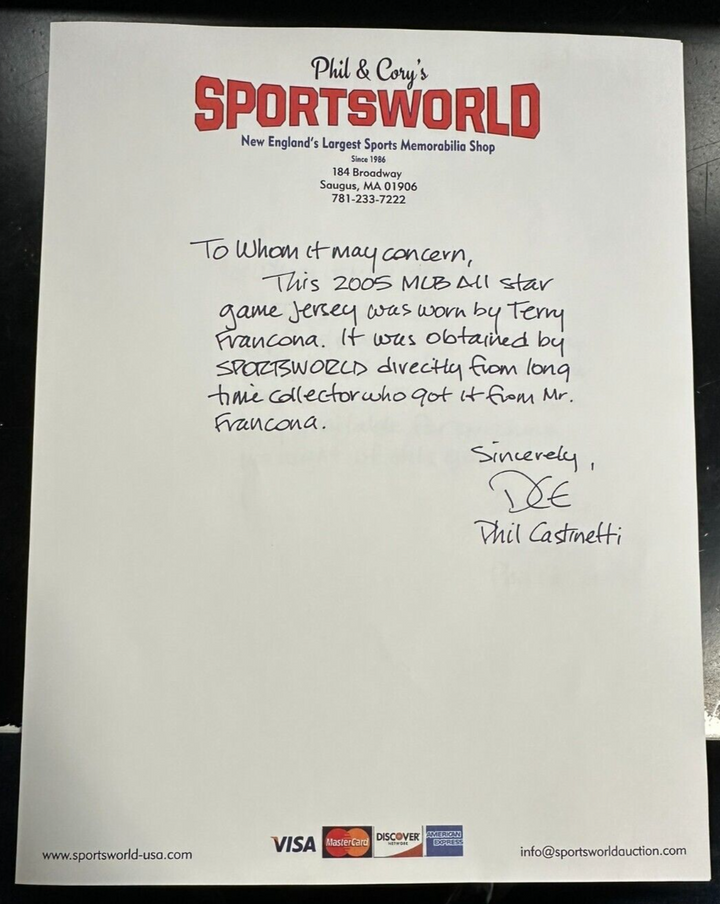 Phil & Cory's
SPORTSWORLD
New England's Largest Sports Memorabilia Shop
Since 1986
184 Broadway
Saugus, MA 01906
781-233-7222
To Whom it may concern,
This 2005 MLB All star
game Jersey was worn by Terry
Francona. It was obtained by
SPORTSWORLD directly from long
time collector who got it from Mr.
Francona.
Sincerely,
Phil Castinetti
VISA MasterCard DISCOVER NETWORK AMERICAN EXPRESS
www.sportsworld-usa.com info@sportsworldauction.com